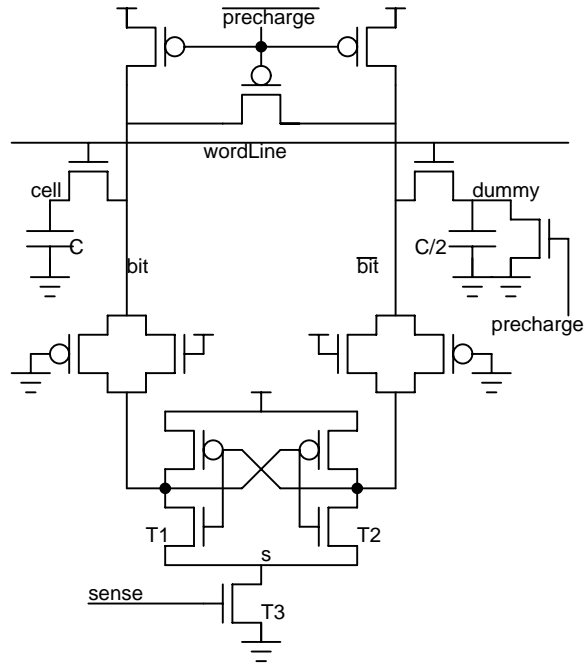 precharge
wordLine
cell
dummy
C
C/2
bit
bit
precharge
T1
T2
s
sense
T3